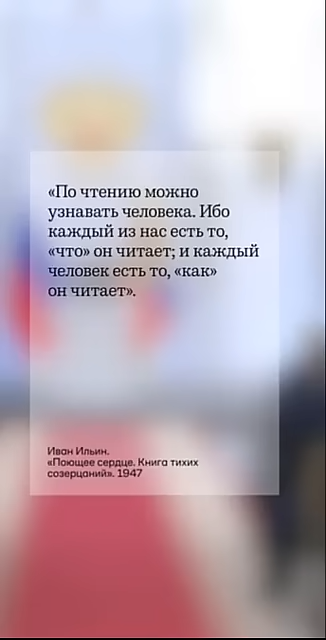 «По чтению можно
узнавать человека. Ибо
каждый из нас есть то,
«что» он читает; и каждый
человек есть то, «как»
он читает».
Иван Ильин.
«Поющее сердце. Книга тихих
созерцаний». 1947